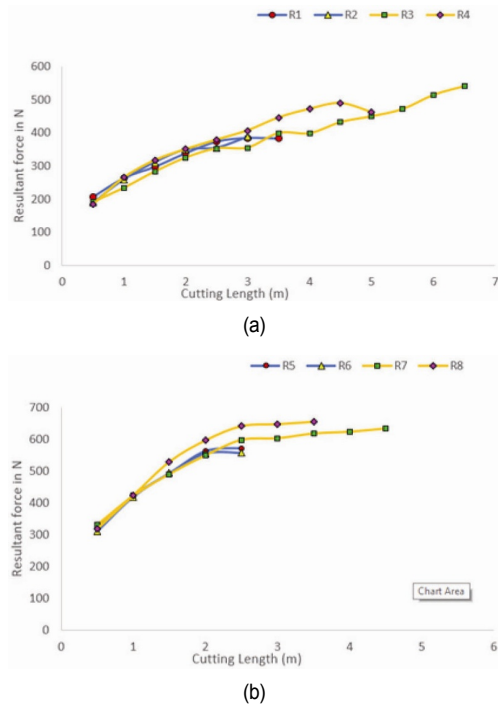 R1 R2 R3 R4
600
500
400
300
200
100
0
Resultant force in N
0 1 2 3 4 5 6 7
Cutting Length (m)
(a)
R5 R6 R7 R8
700
600
500
400
300
200
100
0
Resultant force in N
Chart Area
0 1 2 3 4 5 6
Cutting Length (m)
(b)